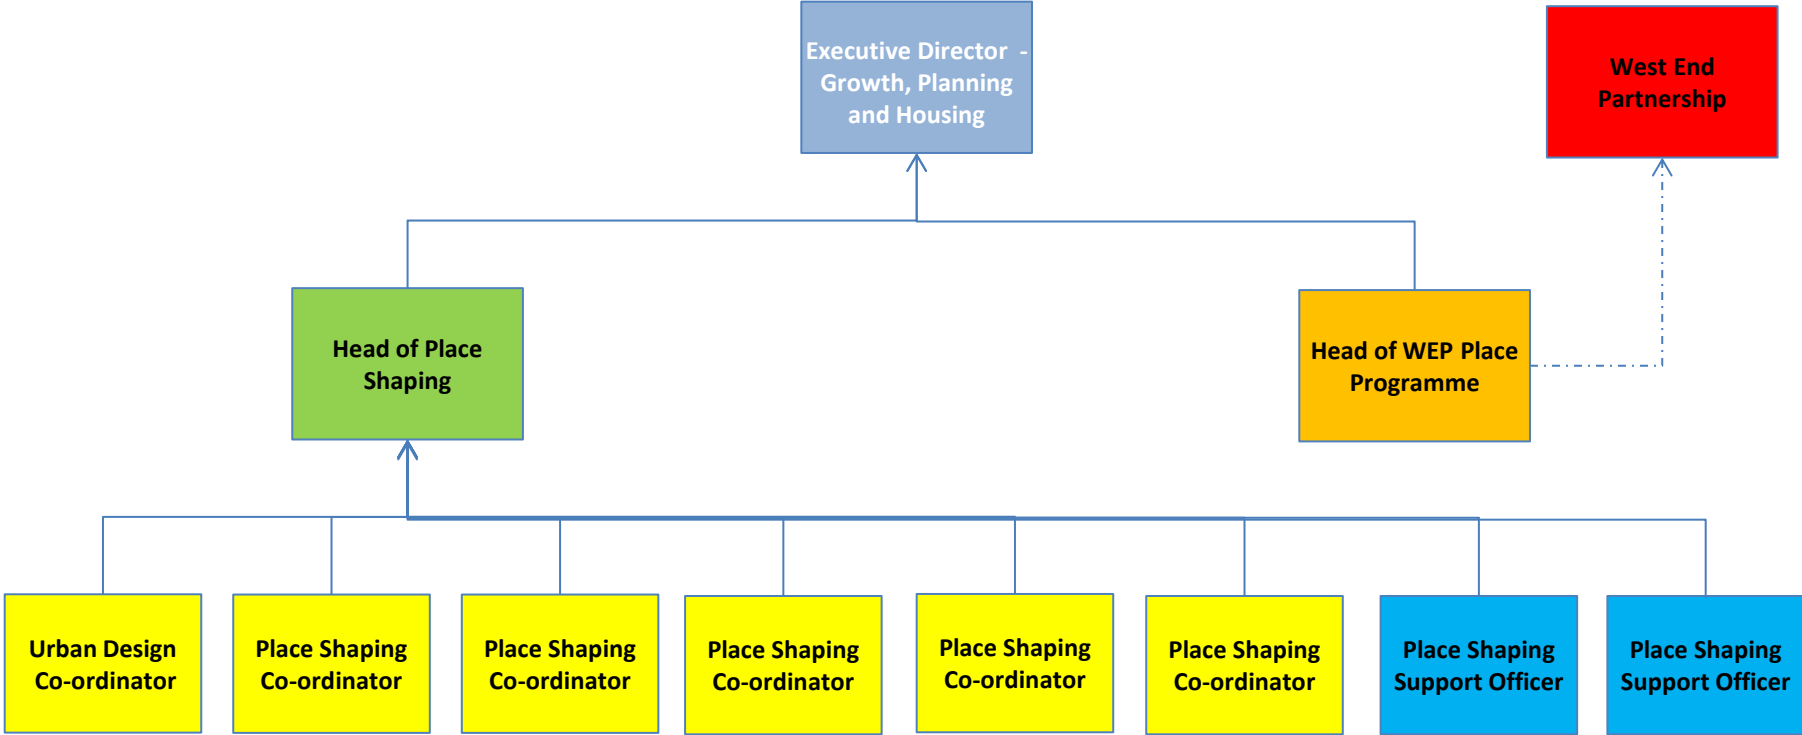 Executive Director -
Growth, Planning
and Housing
West End
Partnership
Head of Place
Shaping
Head of WEP Place
Programme
Urban Design
Co-ordinator
Place Shaping
Co-ordinator
Place Shaping
Co-ordinator
Place Shaping
Co-ordinator
Place Shaping
Co-ordinator
Place Shaping
Co-ordinator
Place Shaping
Support Officer
Place Shaping
Support Officer